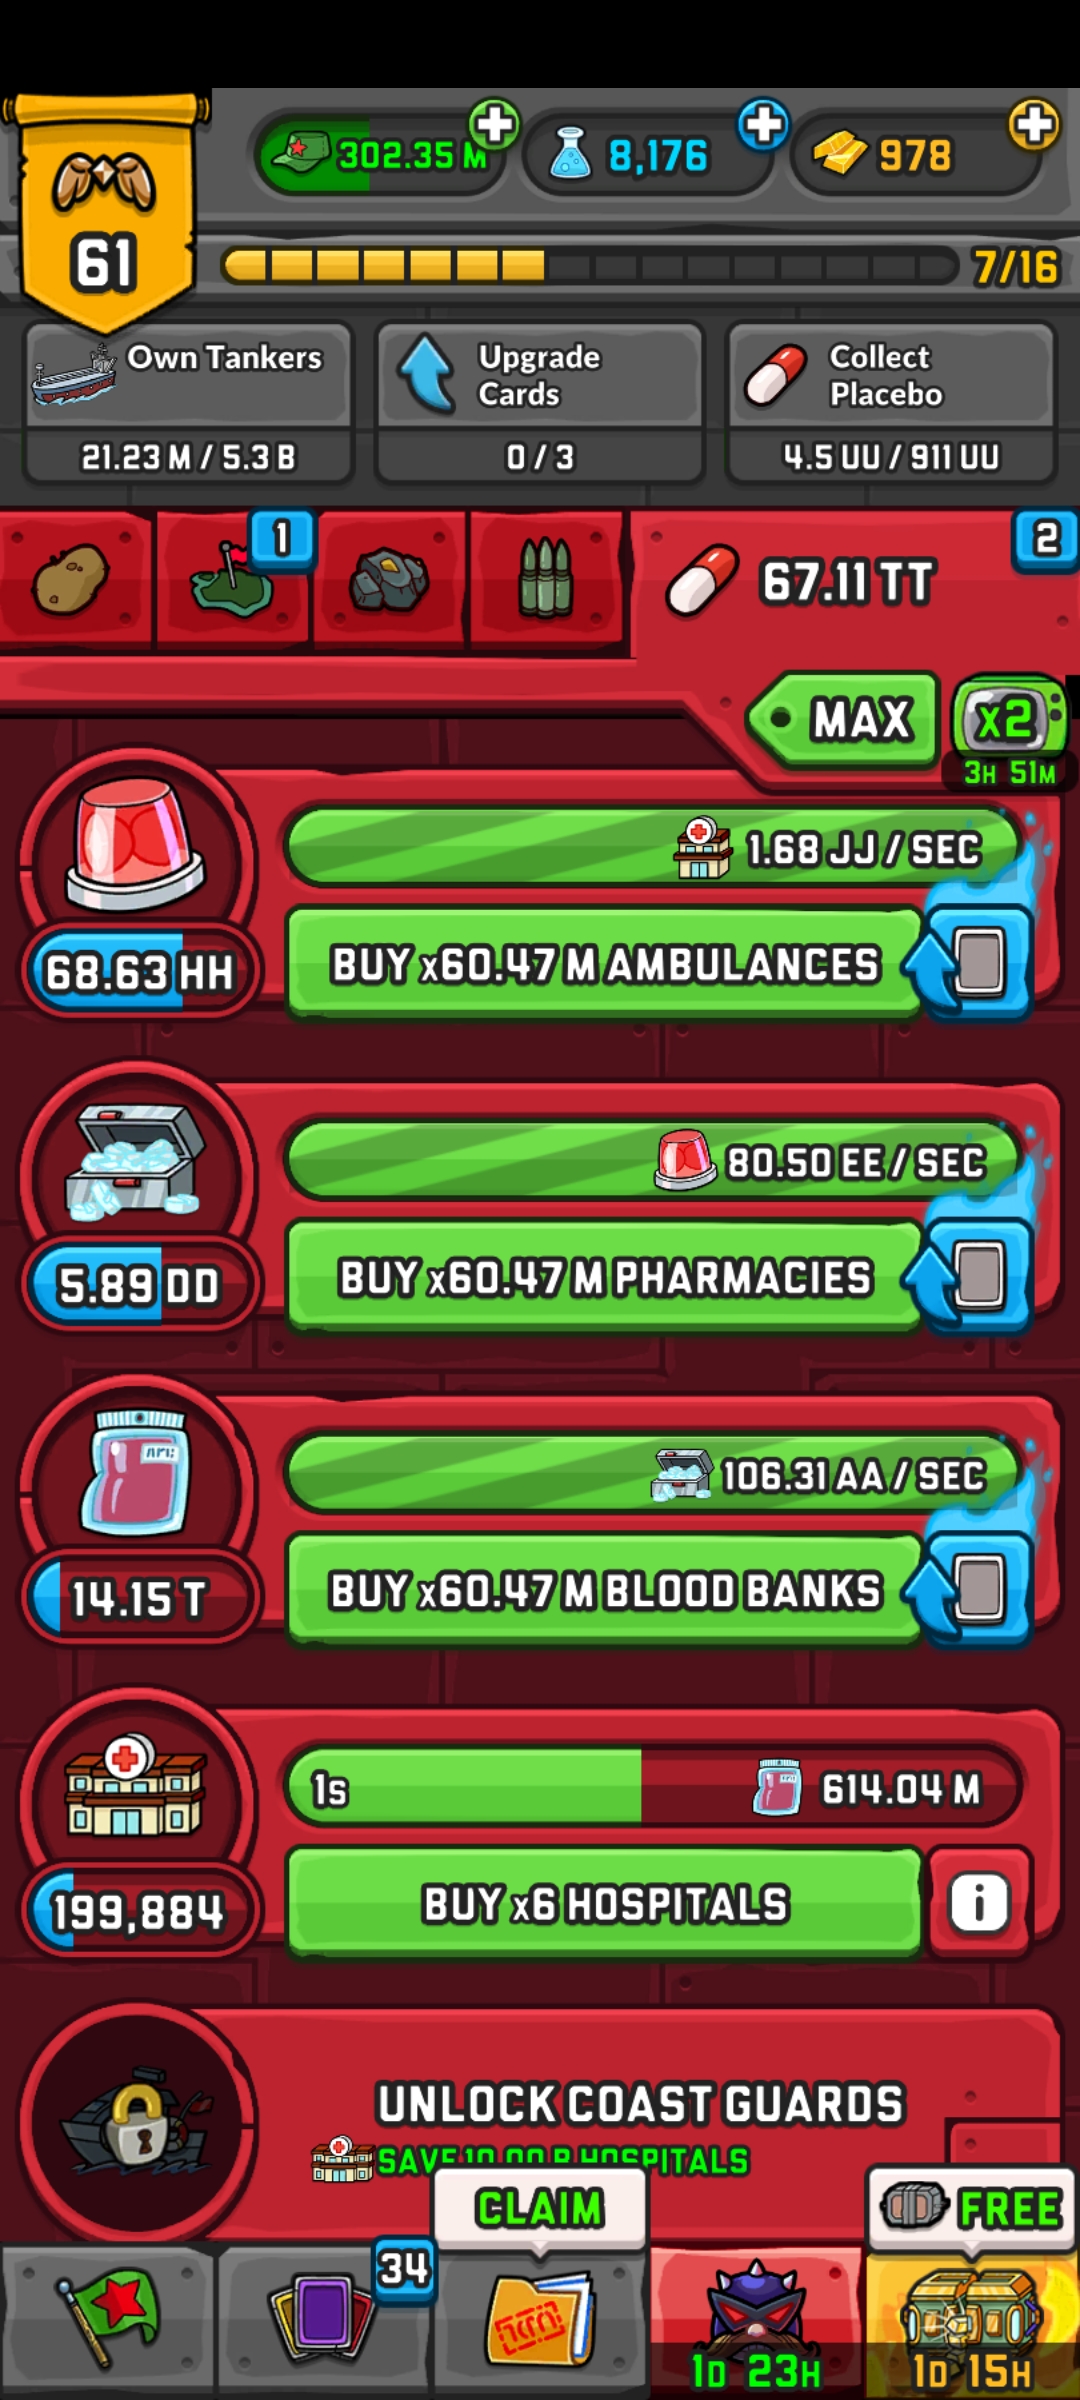 302.35 M
8,176
978
61
7/16
Own Tankers
21.23 M / 5.3 B
Upgrade
Cards
0 / 3
Collect
Placebo
4.5 UU / 911 UU
1
67.11 TT
2
MAX
x2
3H 51M
1.68 JJ / SEC
68.63 HH
BUY x60.47 M AMBULANCES
80.50 EE / SEC
5.89 DD
BUY x60.47 M PHARMACIES
106.31 AA / SEC
14.15 T
BUY x60.47 M BLOOD BANKS
1s
614.04 M
199,884
BUY x6 HOSPITALS
i
UNLOCK COAST GUARDS
SAVE 10.00 B HOSPITALS
CLAIM
FREE
34
1D 23H
1D 15H